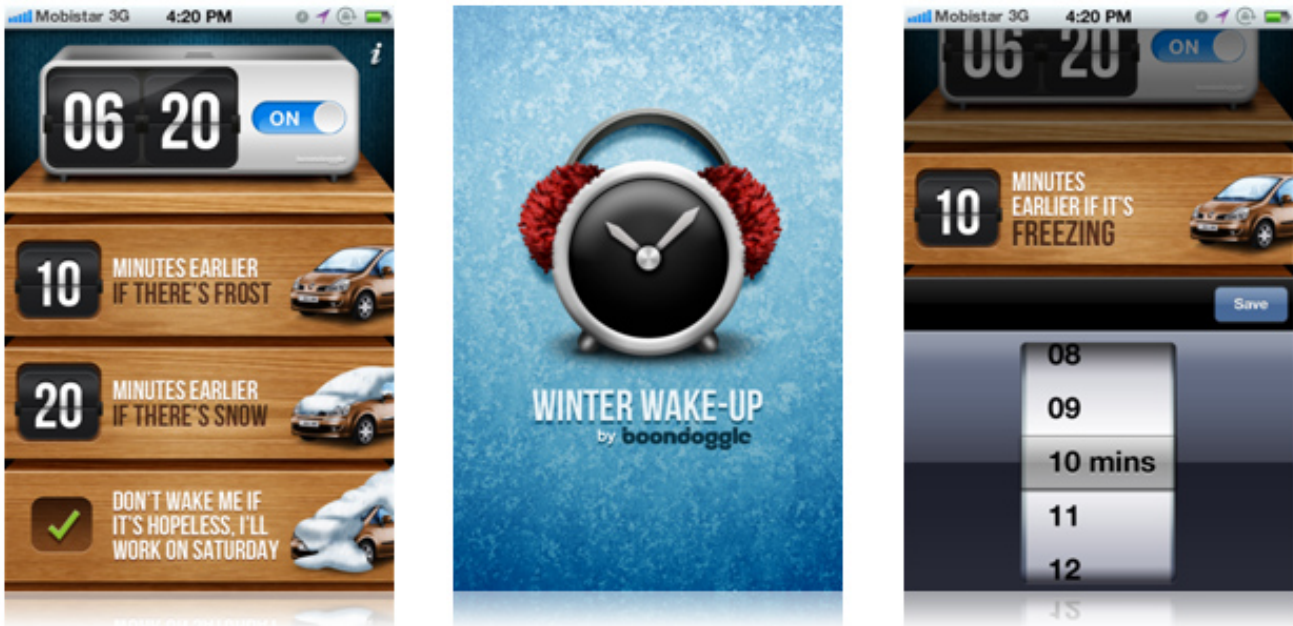 Mobistar 3G 4:20 PM
i
06 20 ON
boondoggle
10 MINUTES EARLIER
IF THERE'S FROST
20 MINUTES EARLIER
IF THERE'S SNOW
DON'T WAKE ME IF
IT'S HOPELESS, I'LL
WORK ON SATURDAY
WINTER WAKE-UP
by boondoggle
Mobistar 3G 4:20 PM
06 20 ON
10 MINUTES
EARLIER IF IT'S
FREEZING
Save
08
09
10 mins
11
12